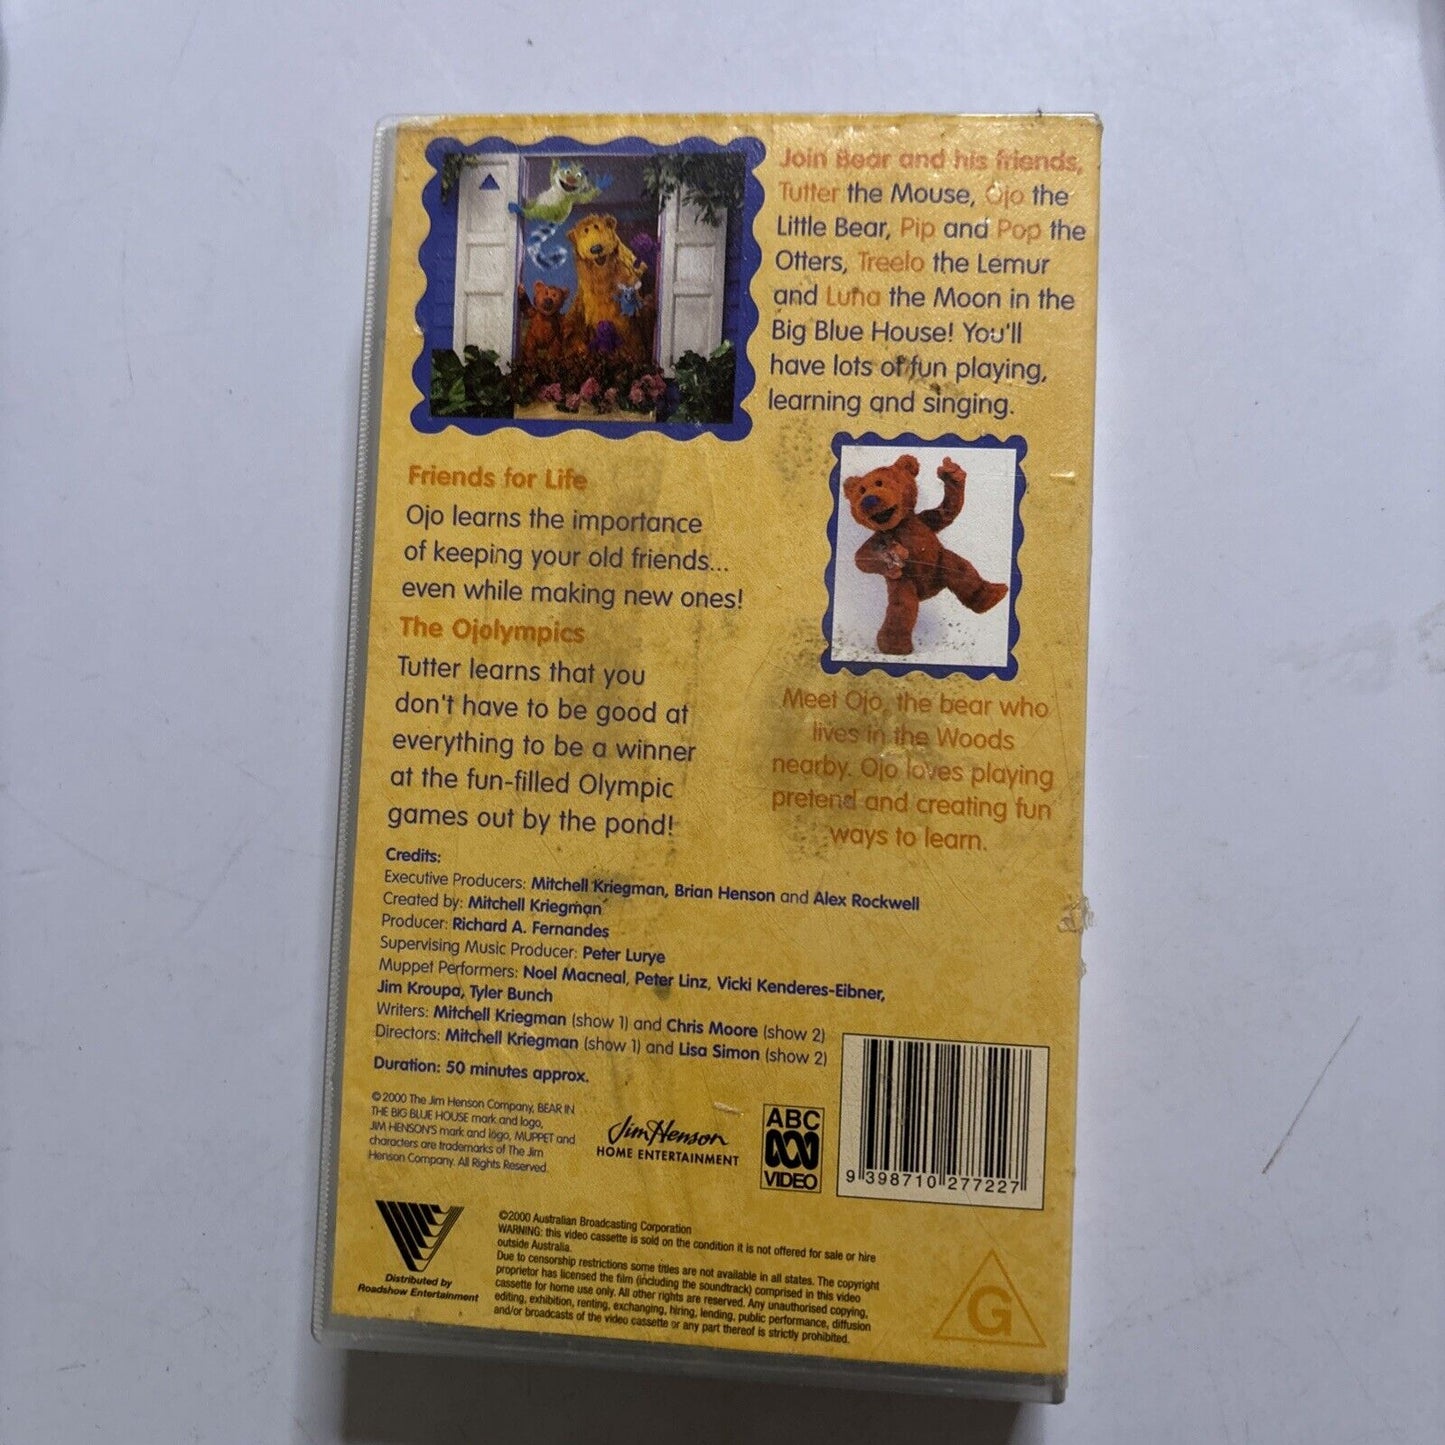 Join Bear and his friends,
Tutter the Mouse, Ojo the
Little Bear, Pip and Pop the
Otters, Treelo the Lemur
and Luna the Moon in the
Big Blue House! You'll
have lots of fun playing,
learning and singing.
Friends for Life
Ojo learns the importance
of keeping your old friends...
even while making new ones!
The Ojolympics
Tutter learns that you
don't have to be good at
everything to be a winner
at the fun-filled Olympic
games out by the pond!
Meet Ojo, the bear who
lives in the Woods
nearby. Ojo loves playing
pretend and creating fun
ways to learn.
Credits:
Executive Producers: Mitchell Kriegman, Brian Henson and Alex Rockwell
Created by: Mitchell Kriegman
Producer: Richard A. Fernandes
Supervising Music Producer: Peter Lurye
Muppet Performers: Noel Macneal, Peter Linz, Vicki Kenderes-Eibner,
Jim Kroupa, Tyler Bunch
Writers: Mitchell Kriegman (show 1) and Chris Moore (show 2)
Directors: Mitchell Kriegman (show 1) and Lisa Simon (show 2)
Duration: 50 minutes approx.
©2000 The Jim Henson Company, BEAR IN
THE BIG BLUE HOUSE mark and logo,
JIM HENSON'S mark and logo, MUPPET and
characters are trademarks of The Jim
Henson Company. All Rights Reserved.
Jim Henson
HOME ENTERTAINMENT
ABC
VIDEO
9 398710 277227
Distributed by
Roadshow Entertainment
©2000 Australian Broadcasting Corporation
WARNING: this video cassette is sold on the condition it is not offered for sale or hire
outside Australia.
Due to censorship restrictions some titles are not available in all states. The copyright
proprietor has licensed the film (including the soundtrack) comprised in this video
cassette for home use only. All other rights are reserved. Any unauthorised copying,
editing, exhibition, renting, exchanging, hiring, lending, public performance, diffusion
and/or broadcasts of the video cassette or any part thereof is strictly prohibited.
G